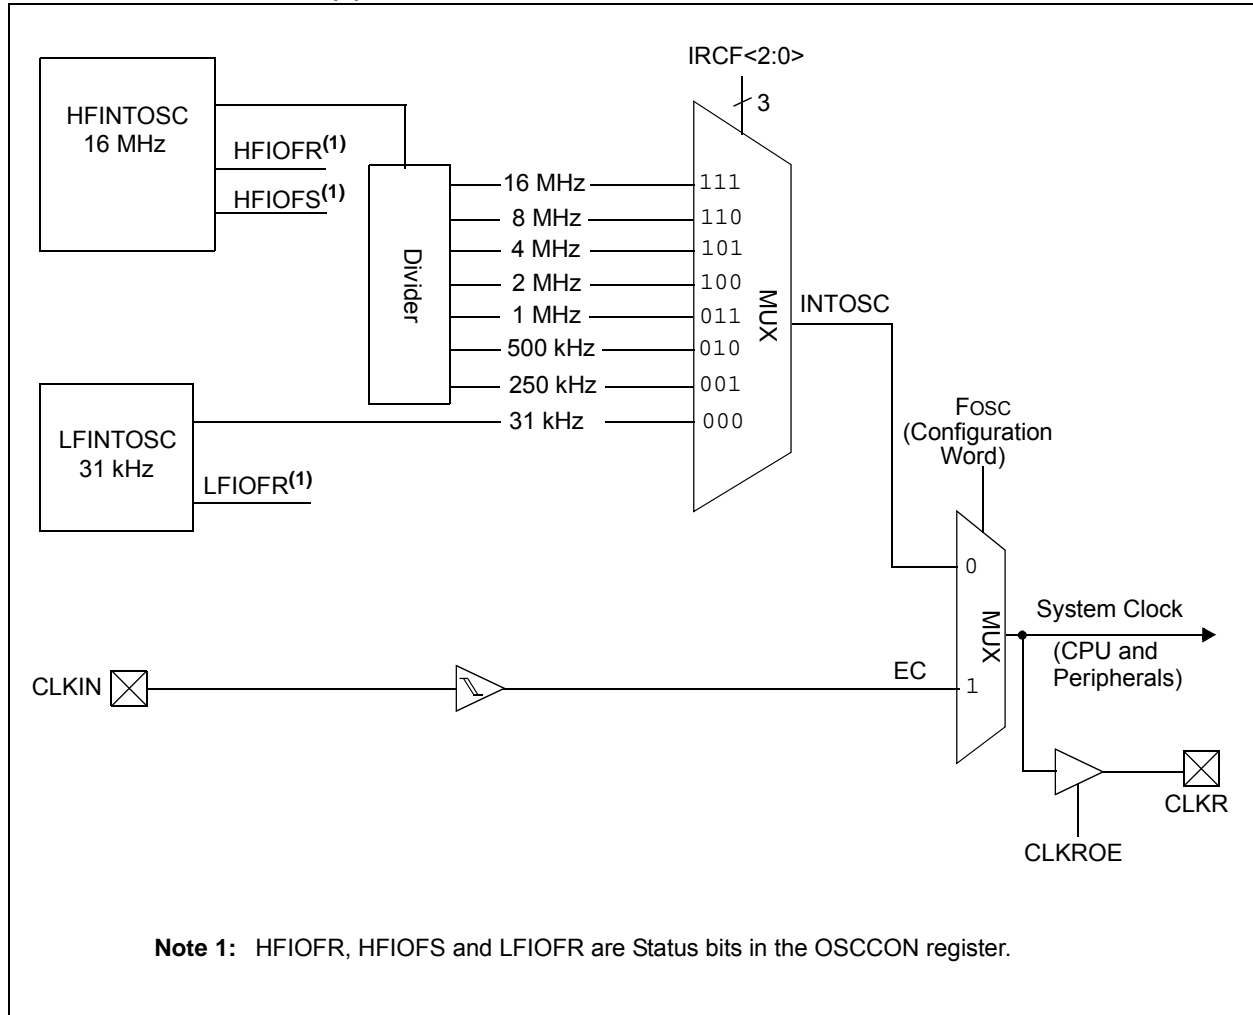 IRCF<2:0>
3
HFINTOSC
16 MHz
HFIOFR(1)
HFIOFS(1)
Divider
16 MHz
8 MHz
4 MHz
2 MHz
1 MHz
500 kHz
250 kHz
31 kHz
111
110
101
100
011
010
001
000
MUX
INTOSC
LFINTOSC
31 kHz
LFIOFR(1)
FOSC
(Configuration
Word)
0
1
MUX
System Clock
(CPU and
Peripherals)
CLKIN
EC
CLKR
CLKROE
Note 1: HFIOFR, HFIOFS and LFIOFR are Status bits in the OSCCON register.